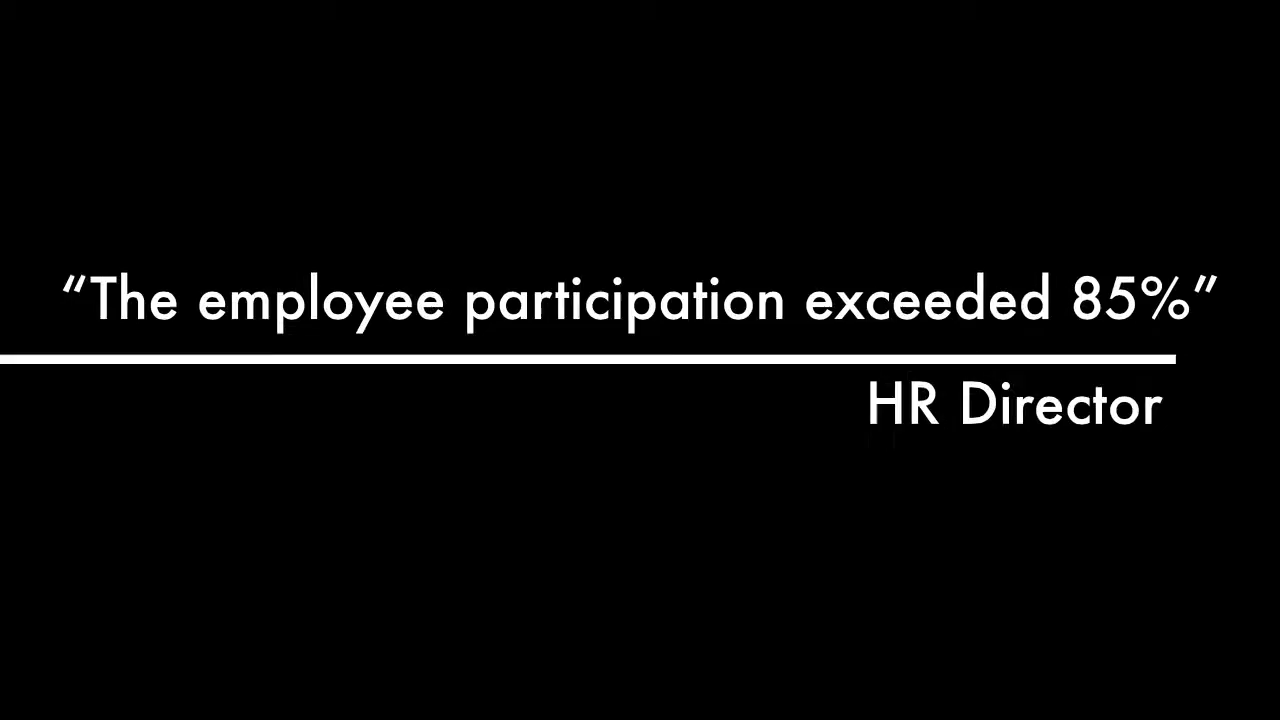 “The employee participation exceeded 85%”
HR Director